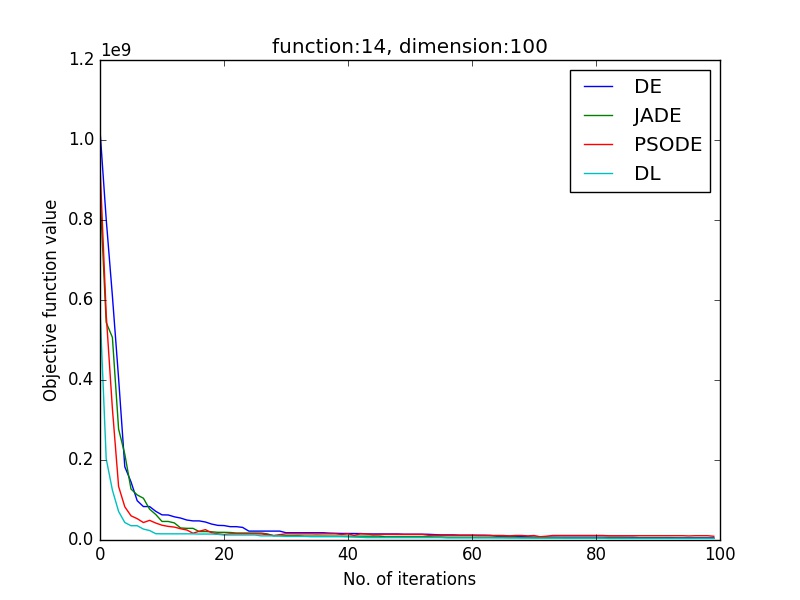 function:14, dimension:100
1e9
1.2
1.0
0.8
0.6
0.4
0.2
0.0
Objective function value
DE
JADE
PSODE
DL
0 20 40 60 80 100
No. of iterations